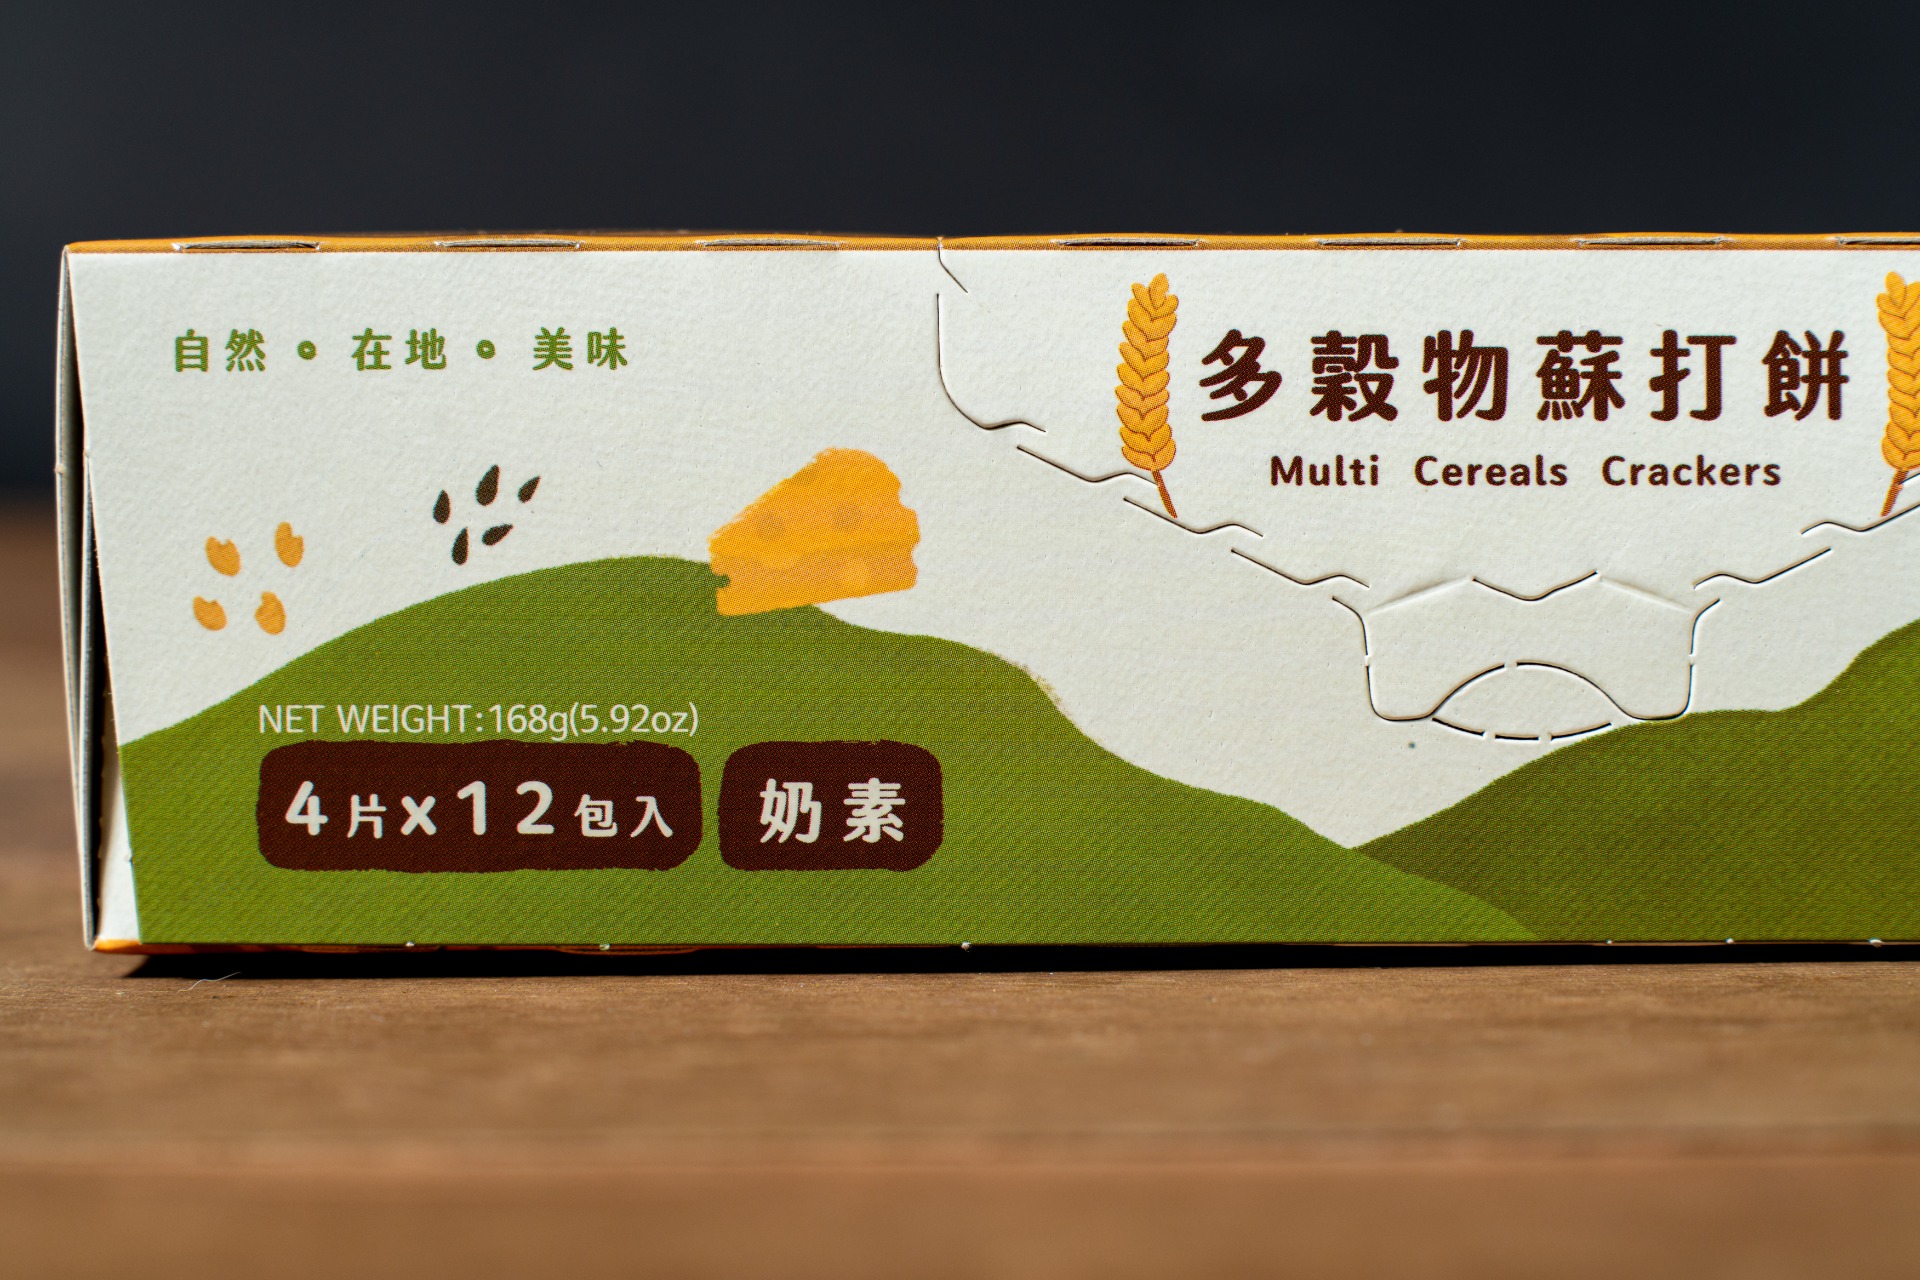 自然。在地。美味
多穀物蘇打餅
Multi Cereals Crackers
NET WEIGHT:168g(5.92oz)
4片x12包入
奶素